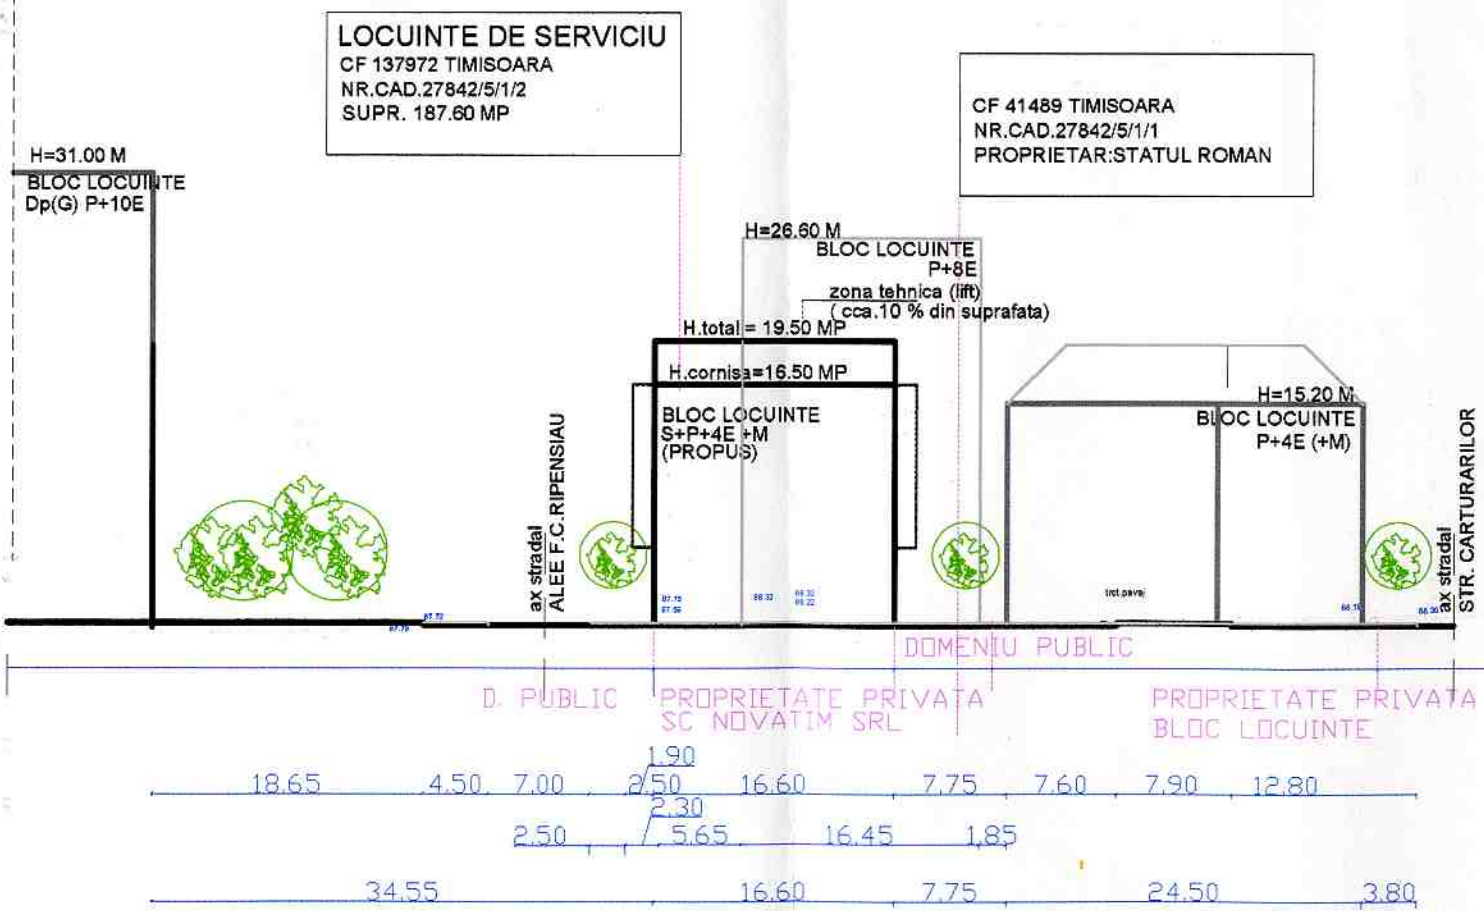 LOCUINTE DE SERVICIU
CF 137972 TIMISOARA
NR.CAD.27842/5/1/2
SUPR. 187.60 MP
CF 41489 TIMISOARA
NR.CAD.27842/5/1/1
PROPRIETAR:STATUL ROMAN
H=31.00 M
BLOC LOCUINTE
Dp(G) P+10E
H=26.60 M
BLOC LOCUINTE
P+8E
zona tehnica (lift)
( cca.10 % din suprafata)
H.total = 19.50 MP
H.cornisa=16.50 MP
BLOC LOCUINTE
S+P+4E +M
(PROPUS)
H=15.20 M
BLOC LOCUINTE
P+4E (+M)
ax stradal
ALEE F.C.RIPENSIAU
ax stradal
STR. CARTURARILOR
trot.pavaj
DOMENIU PUBLIC
D. PUBLIC
PROPRIETATE PRIVATA
SC NOVATIM SRL
PROPRIETATE PRIVATA
BLOC LOCUINTE
1.90
18.65 4.50 7.00 2.50 16.60 7.75 7.60 7.90 12.80
2.30
2.50 5.65 16.45 1.85
34.55 16.60 7.75 24.50 3.80